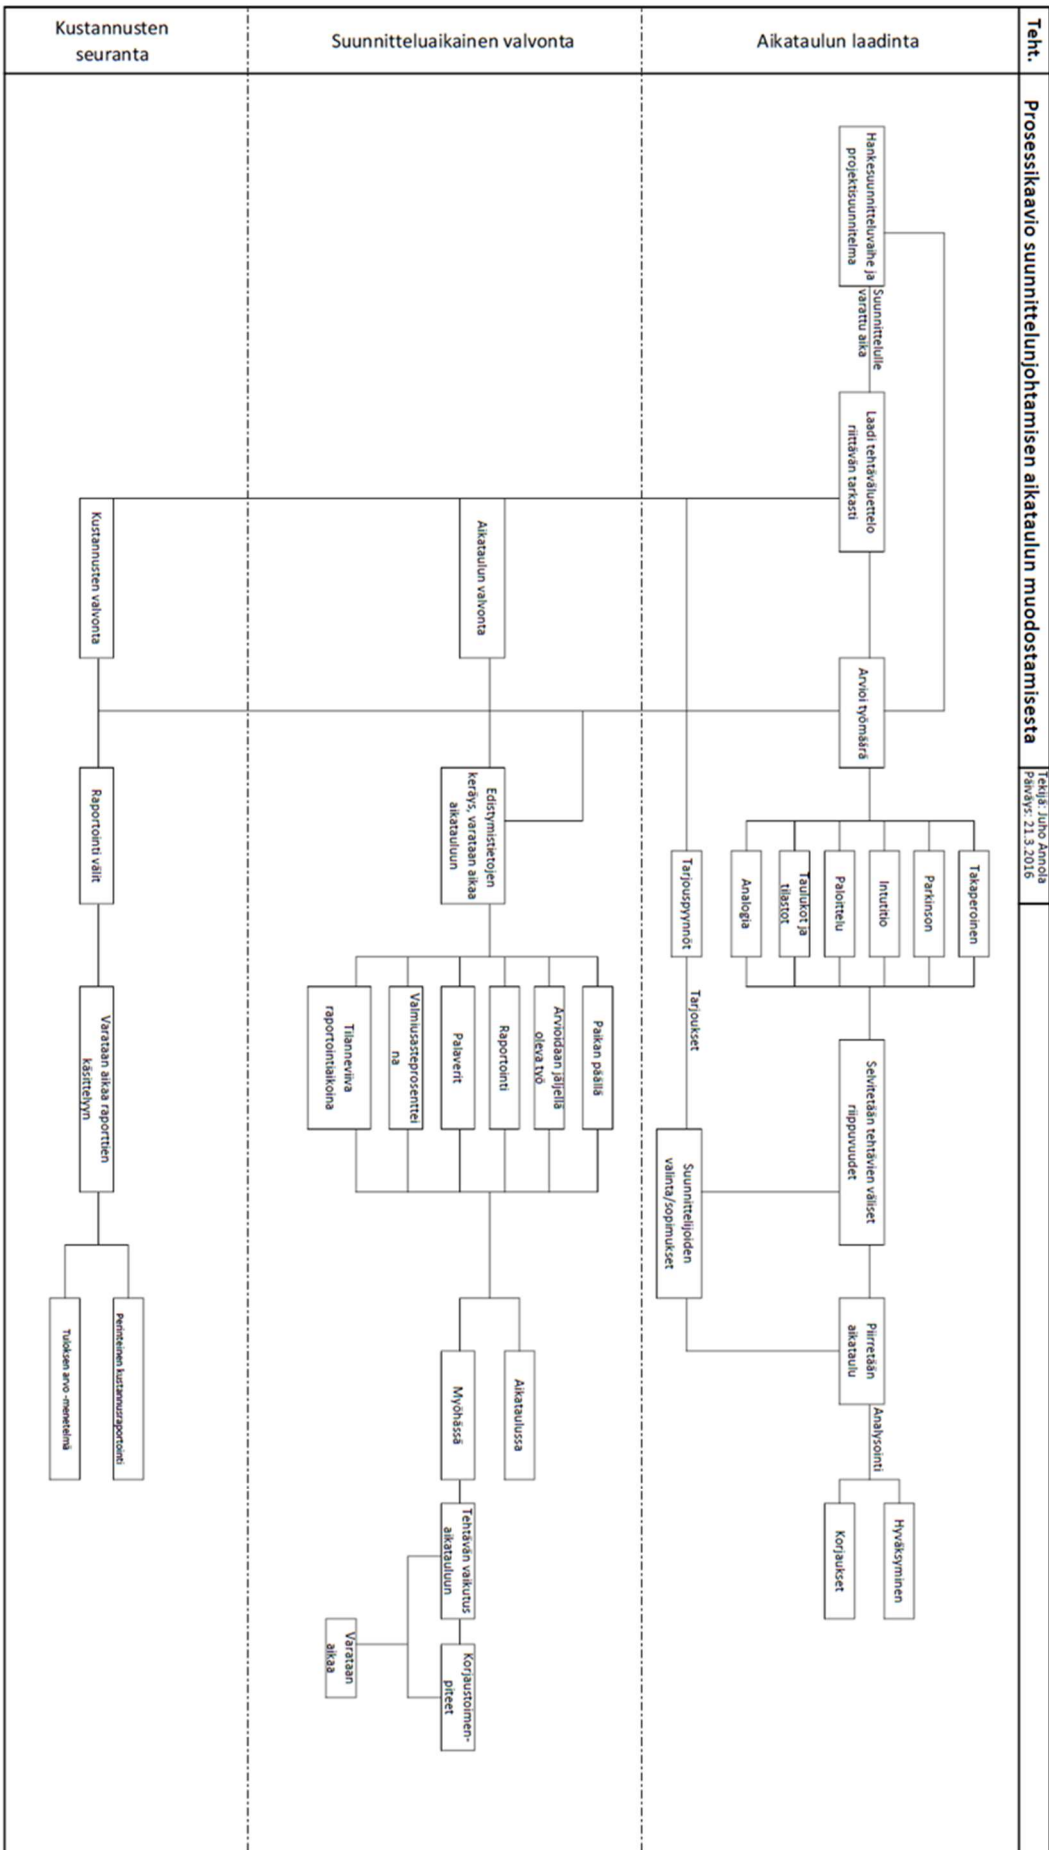 Teht.
Prosessikaavio suunnittelunjohtamisen aikataulun muodostamisesta
Tekijä: Juho Annola
Päiväys: 21.3.2016
Aikataulun laadinta
Hankesuunnitteluvaihe ja
projektisuunnitelma
Suunnittelulle
varattu aika
Laadi tehtäväluettelo
riittävän tarkasti
Arvioi työmäärä
Takaperoinen
Parkinson
Intutitio
Paloittelu
Taulukot ja
tilastot
Analogia
Selvitetään tehtävien väliset
riippuvuudet
Piirretään
aikataulu
Analysointi
Hyväksyminen
Korjaukset
Tarjouspyynnöt
Tarjoukset
Suunnittelijoiden
valinta/sopimukset
Suunnitteluaikainen valvonta
Aikataulun valvonta
Edistymistietojen
keräys, varataan aikaa
aikatauluun
Paikan päällä
Arvioidaan jäljellä
oleva työ
Raportointi
Palaverit
Valmiusasteprosenttei
na
Tilanneviiva
raportointiaikoina
Aikataulussa
Myöhässä
Tehtävän vaikutus
aikatauluun
Korjaustoimen-
piteet
Varataan
aikaa
Kustannusten
seuranta
Kustannusten valvonta
Raportointi välit
Varataan aikaa raporttien
käsittelyyn
Perinteinen kustannusraportointi
Tuloksen arvo -menetelmä